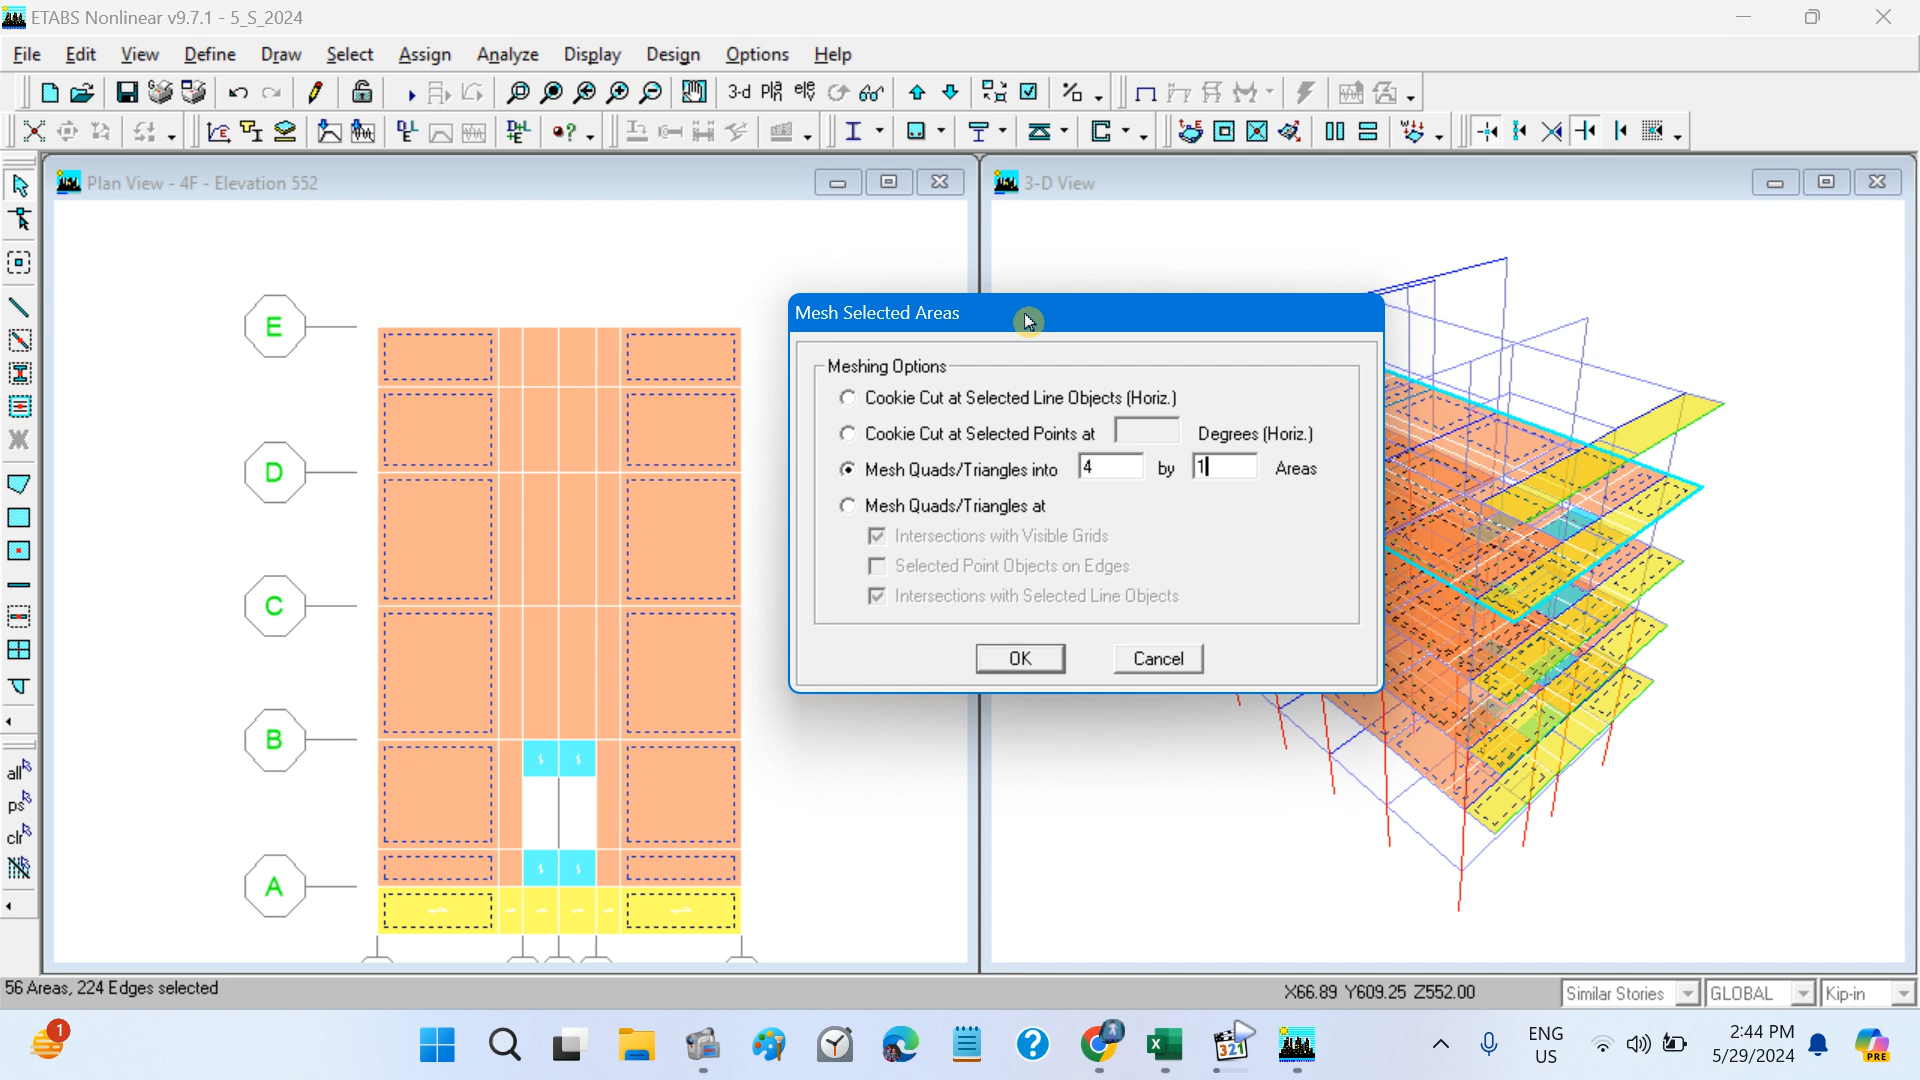 ETABS Nonlinear v9.7.1 - 5_S_2024
File Edit View Define Draw Select Assign Analyze Display Design Options Help
3-d
Plan View - 4F - Elevation 552
3-D View
E
D
C
B
A
Mesh Selected Areas
Meshing Options
Cookie Cut at Selected Line Objects (Horiz.)
Cookie Cut at Selected Points at Degrees (Horiz.)
Mesh Quads/Triangles into 4 by 1 Areas
Mesh Quads/Triangles at
Intersections with Visible Grids
Selected Point Objects on Edges
Intersections with Selected Line Objects
OK Cancel
all
ps
clr
56 Areas, 224 Edges selected
X66.89 Y609.25 Z552.00
Similar Stories GLOBAL Kip-in
1
321
ENG
US
2:44 PM
5/29/2024
PRE